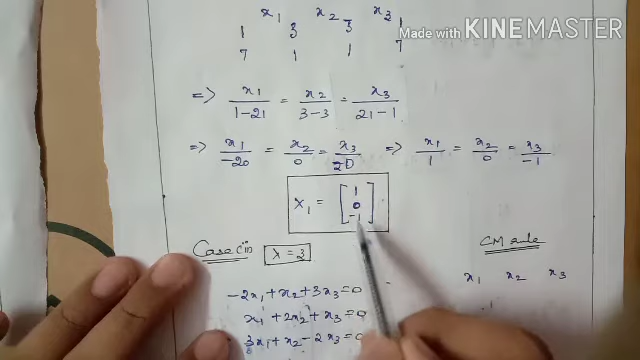 Made with KINEMASTER
x₁ x₂ x₃
1 3 3 1
7 1 1 7
=> x₁/1-21 = x₂/3-3 = x₃/21-1
=> x₁/-20 = x₂/0 = x₃/20 => x₁/1 = x₂/0 = x₃/-1
x₁ = [1
0
-1]
Case (ii) λ = 3
CM rule
x₁ x₂ x₃
-2x₁ + x₂ + 3x₃ = 0
x₁ + 2x₂ + x₃ = 0
3x₁ + x₂ - 2x₃ = 0